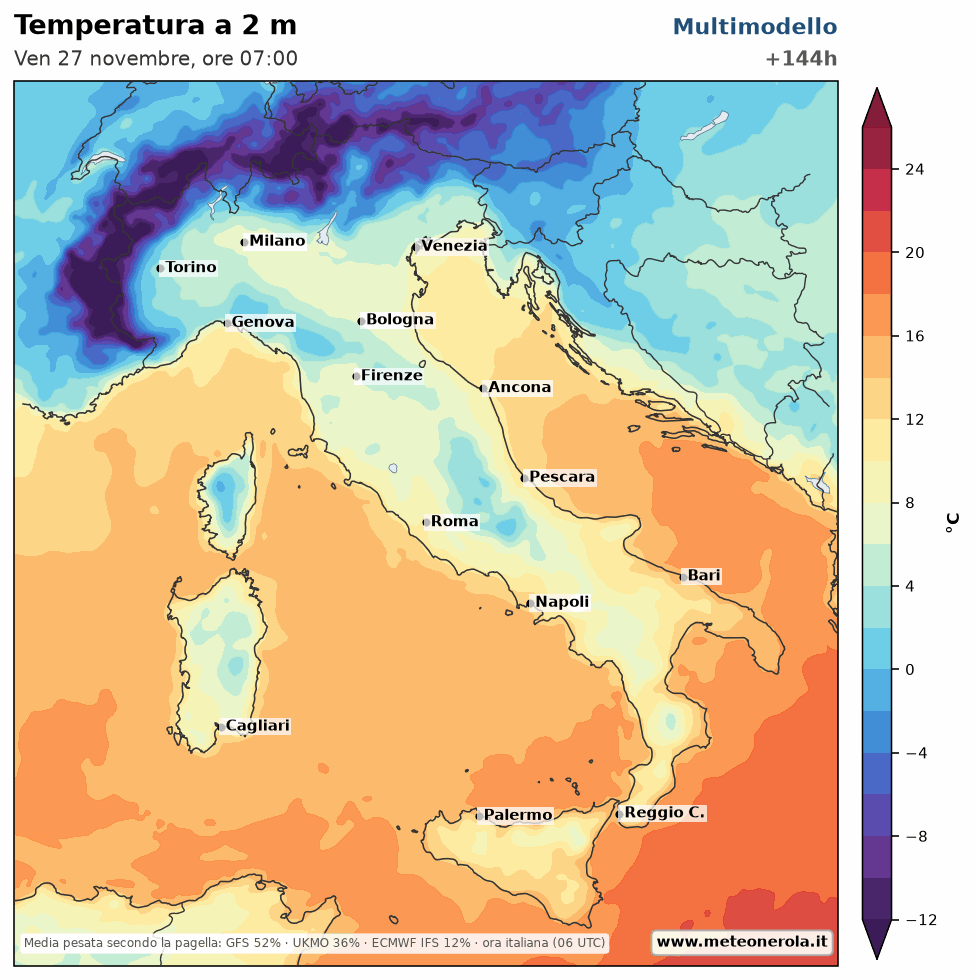 Temperatura a 2 m
Multimodello
Ven 27 novembre, ore 07:00
+144h
Milano
Venezia
Torino
Genova
Bologna
Firenze
Ancona
Pescara
Roma
Bari
Napoli
Cagliari
Palermo
Reggio C.
24
20
16
12
8
4
0
−4
−8
−12
°C
Media pesata secondo la pagella: GFS 52% · UKMO 36% · ECMWF IFS 12% · ora italiana (06 UTC)
www.meteonerola.it